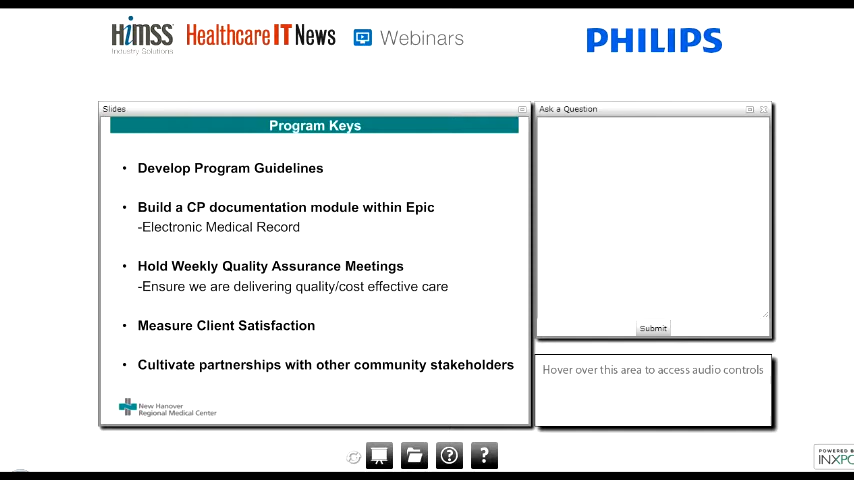 HiMSS
Industry Solutions
Healthcare IT News
Webinars
PHILIPS
Slides
Program Keys
• Develop Program Guidelines
• Build a CP documentation module within Epic
-Electronic Medical Record
• Hold Weekly Quality Assurance Meetings
-Ensure we are delivering quality/cost effective care
• Measure Client Satisfaction
• Cultivate partnerships with other community stakeholders
New Hanover
Regional Medical Center
Ask a Question
Submit
Hover over this area to access audio controls
?
?
POWERED B
INXPO